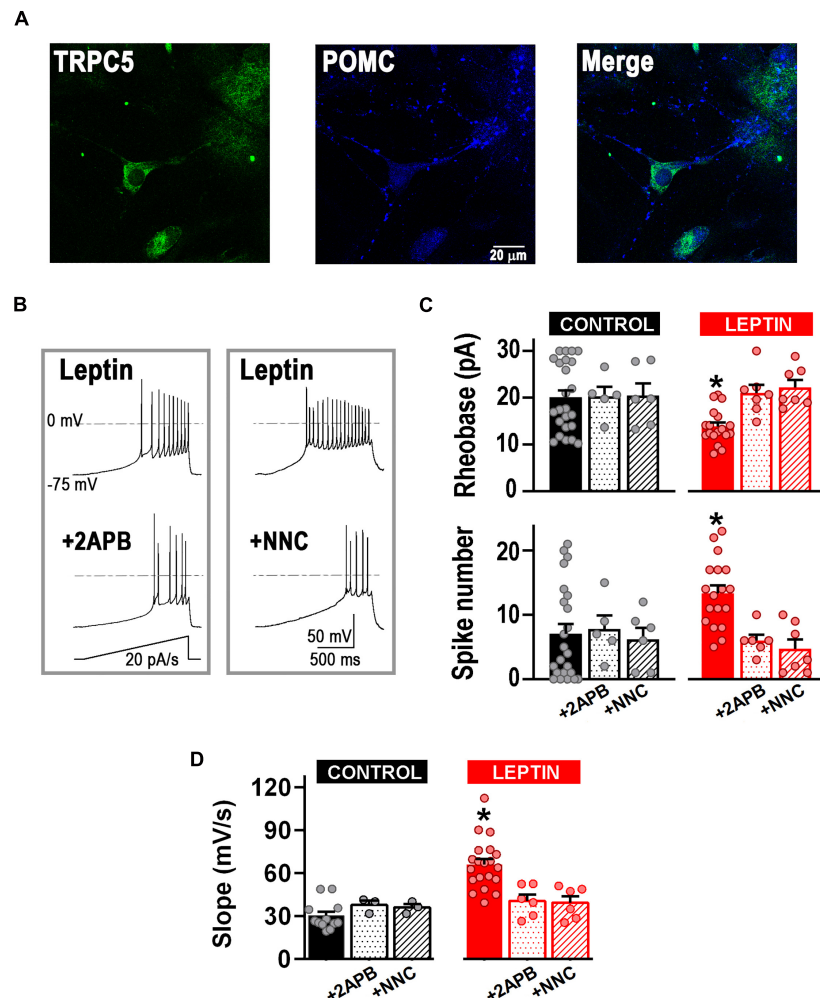 A
TRPC5 POMC Merge
20 μm
B
Leptin Leptin
0 mV
-75 mV
+2APB +NNC
20 pA/s
50 mV
500 ms
C
CONTROL LEPTIN
Rheobase (pA)
30
20
10
0
*
Spike number
20
10
0
*
+2APB +NNC +2APB +NNC
D
CONTROL LEPTIN
Slope (mV/s)
120
90
60
30
0
*
+2APB +NNC +2APB +NNC